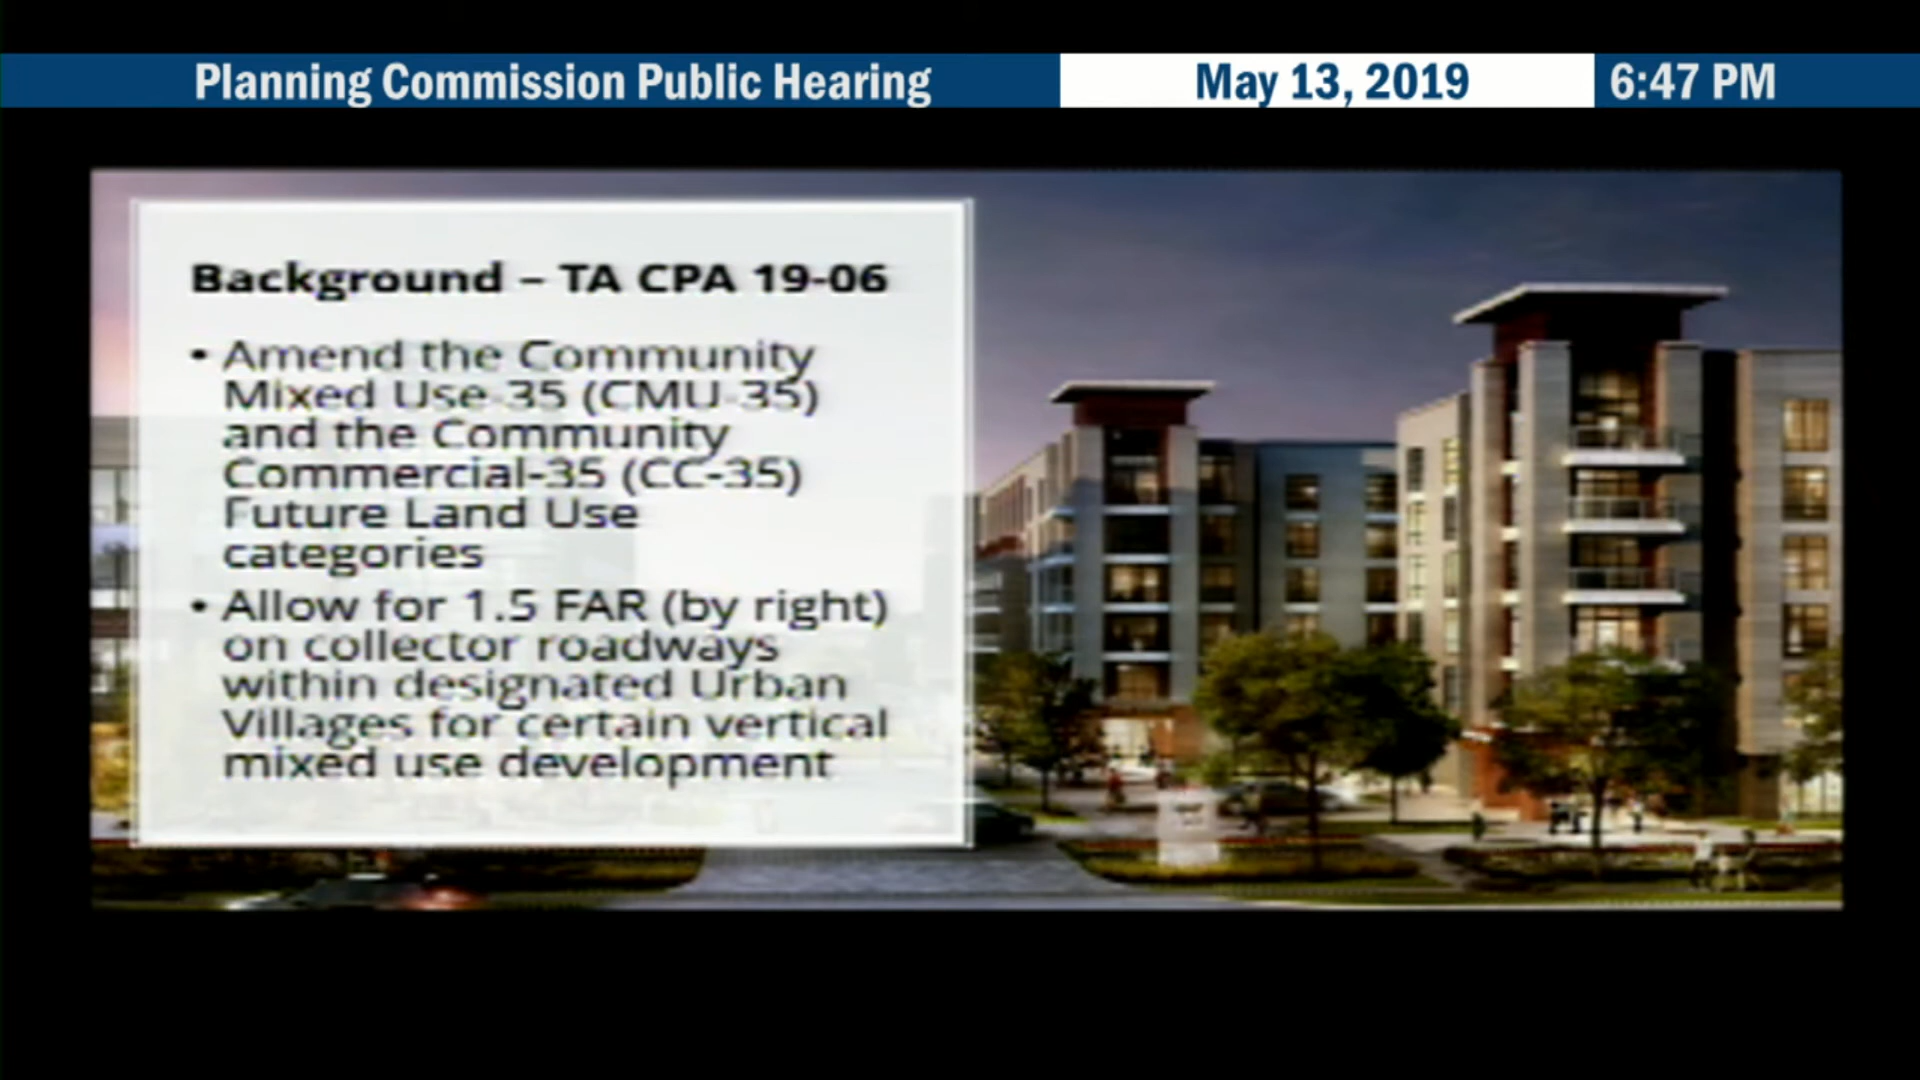 Planning Commission Public Hearing
May 13, 2019
6:47 PM
Background – TA CPA 19-06
• Amend the Community
Mixed Use-35 (CMU-35)
and the Community
Commercial-35 (CC-35)
Future Land Use
categories
• Allow for 1.5 FAR (by right)
on collector roadways
within designated Urban
Villages for certain vertical
mixed use development